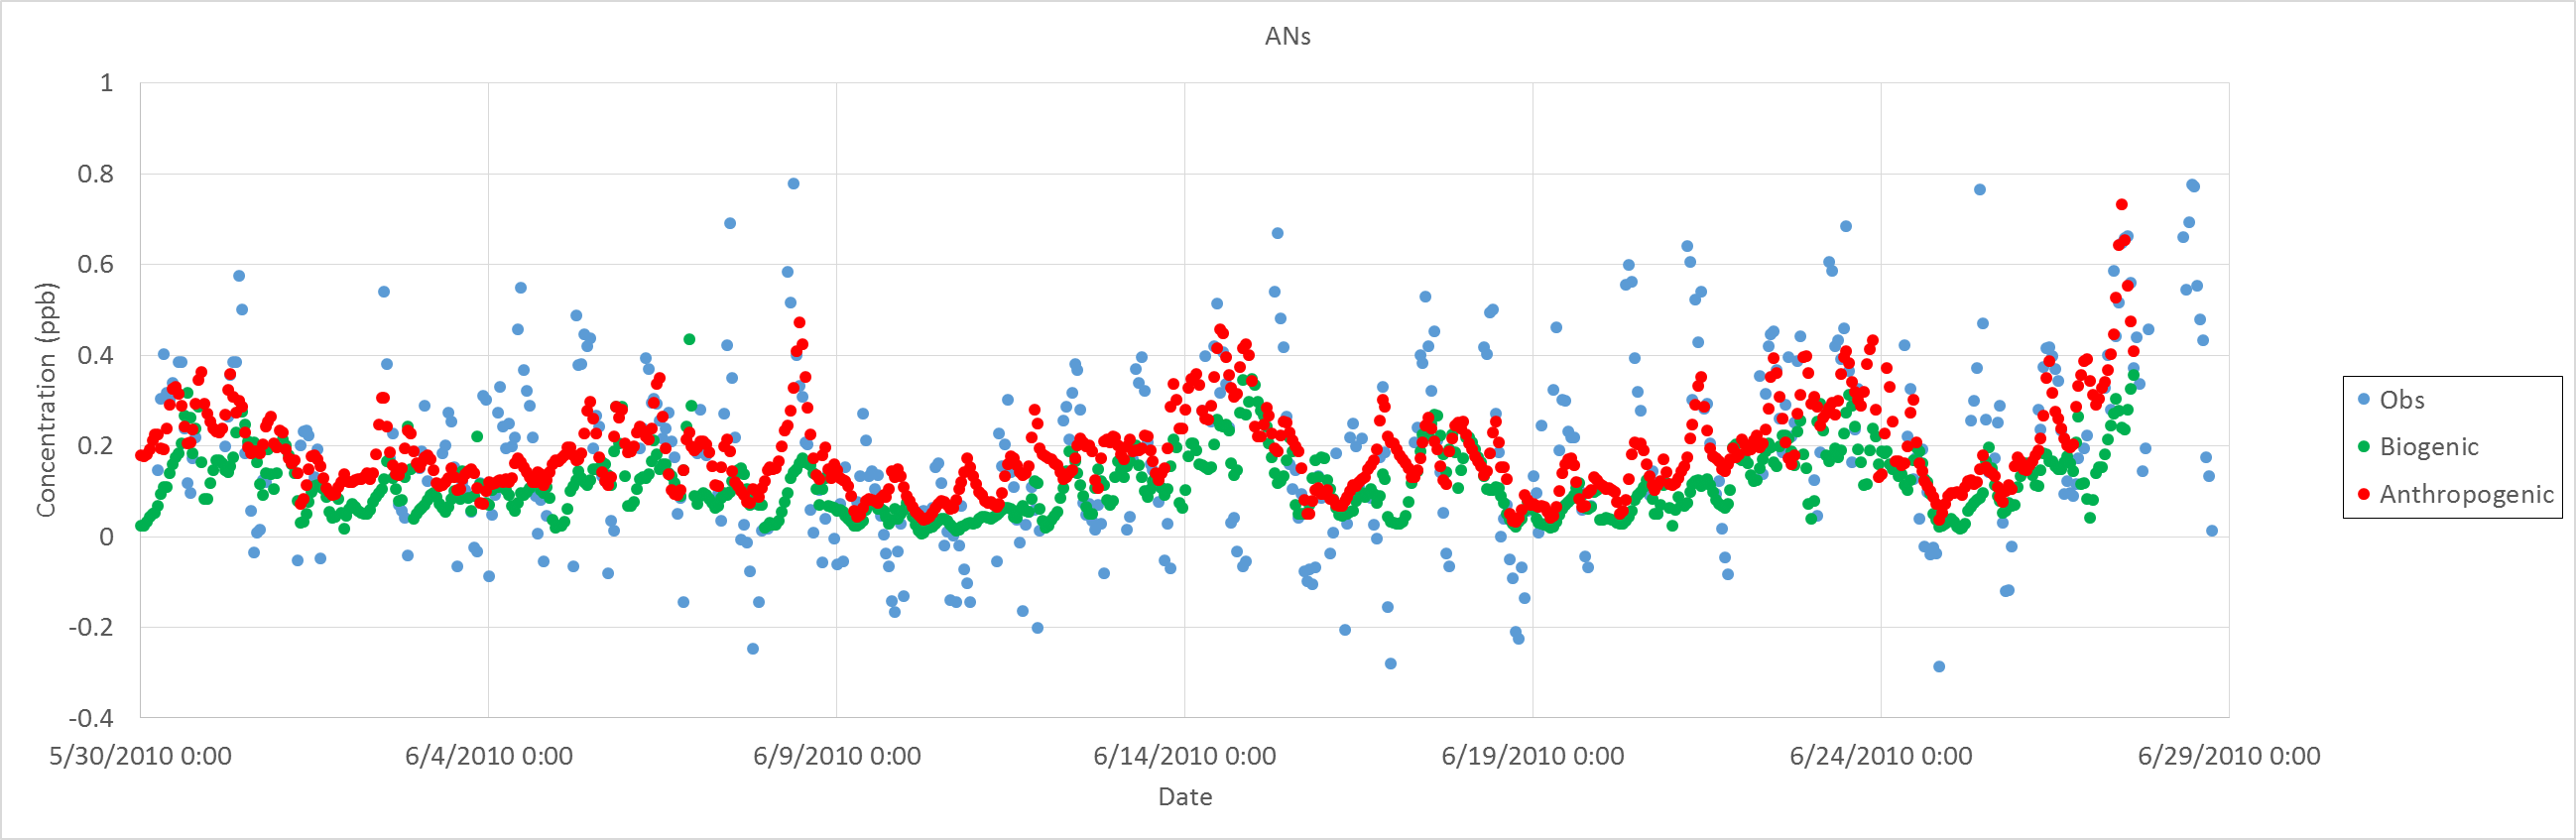 ANs
Concentration (ppb)
1
0.8
0.6
0.4
0.2
0
-0.2
-0.4
5/30/2010 0:00
6/4/2010 0:00
6/9/2010 0:00
6/14/2010 0:00
6/19/2010 0:00
6/24/2010 0:00
6/29/2010 0:00
Date
Obs
Biogenic
Anthropogenic